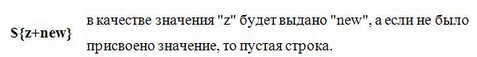 в качестве значения "z" будет выдано "new", а если не было
${z+new}
присвоено значение, то пустая строка.